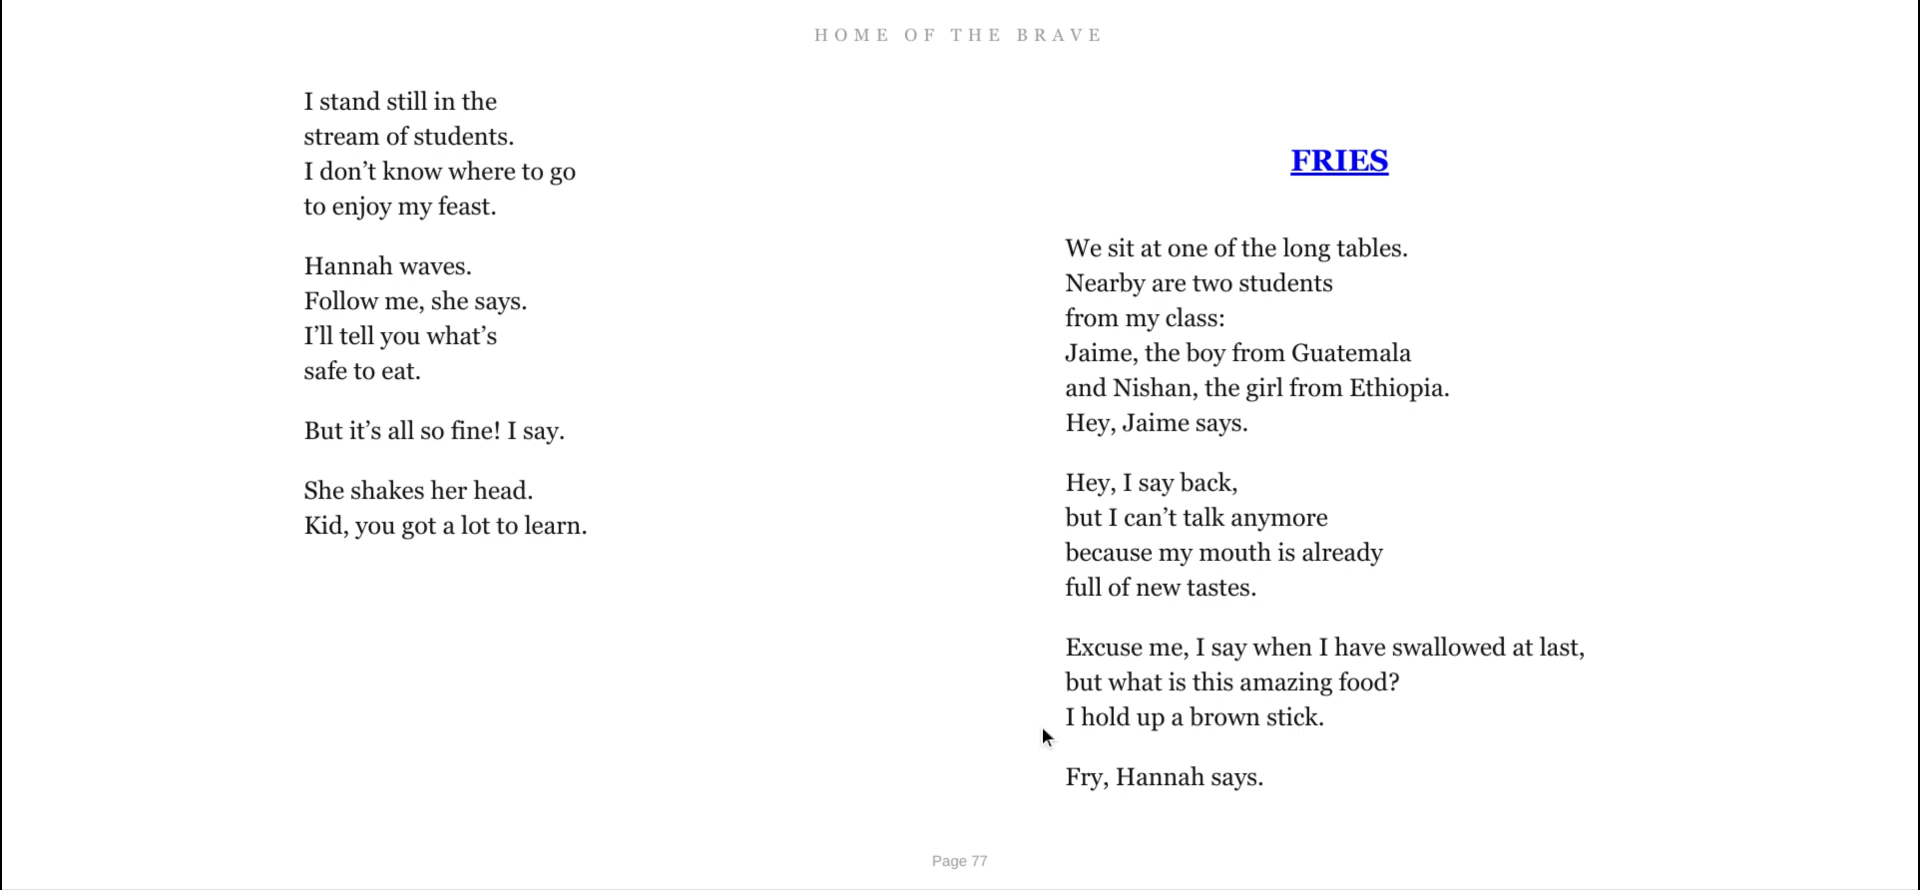 HOME OF THE BRAVE
I stand still in the
stream of students.
I don’t know where to go
to enjoy my feast.
Hannah waves.
Follow me, she says.
I’ll tell you what’s
safe to eat.
But it’s all so fine! I say.
She shakes her head.
Kid, you got a lot to learn.
FRIES
We sit at one of the long tables.
Nearby are two students
from my class:
Jaime, the boy from Guatemala
and Nishan, the girl from Ethiopia.
Hey, Jaime says.
Hey, I say back,
but I can’t talk anymore
because my mouth is already
full of new tastes.
Excuse me, I say when I have swallowed at last,
but what is this amazing food?
I hold up a brown stick.
Fry, Hannah says.
Page 77